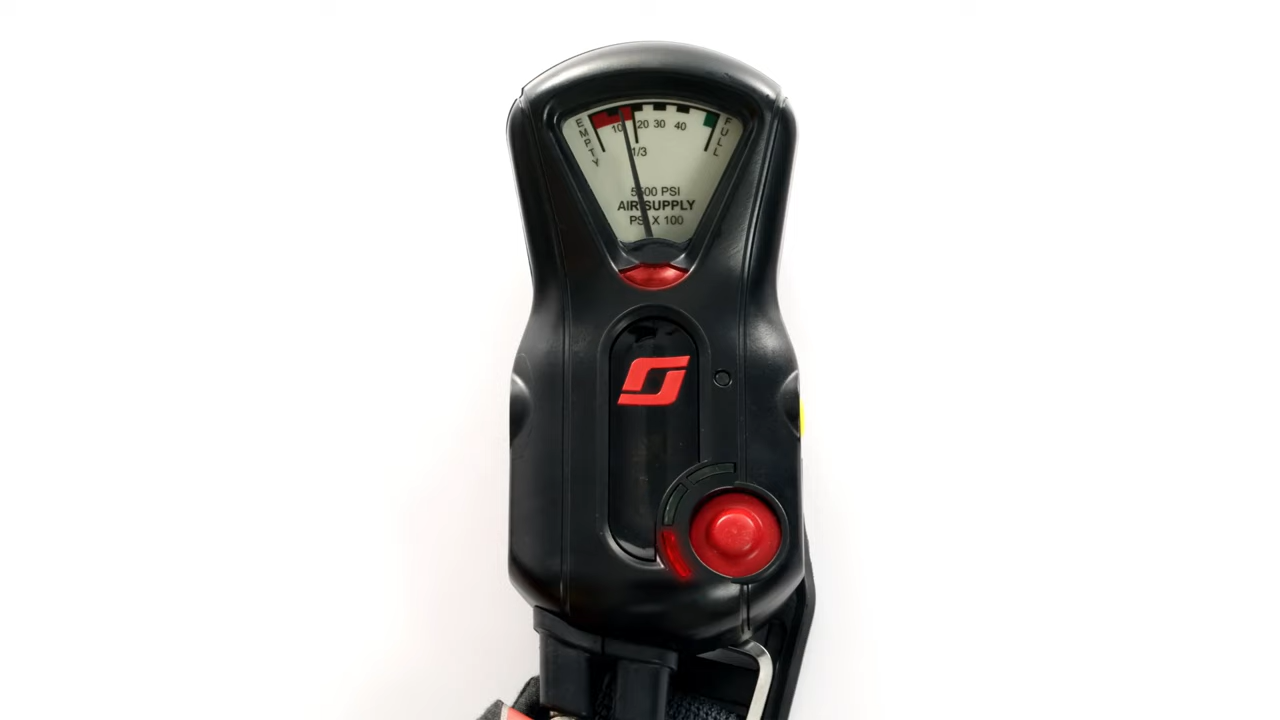 EMPTY
10 20 30 40
FULL
1/3
5500 PSI
AIR SUPPLY
PSI X 100